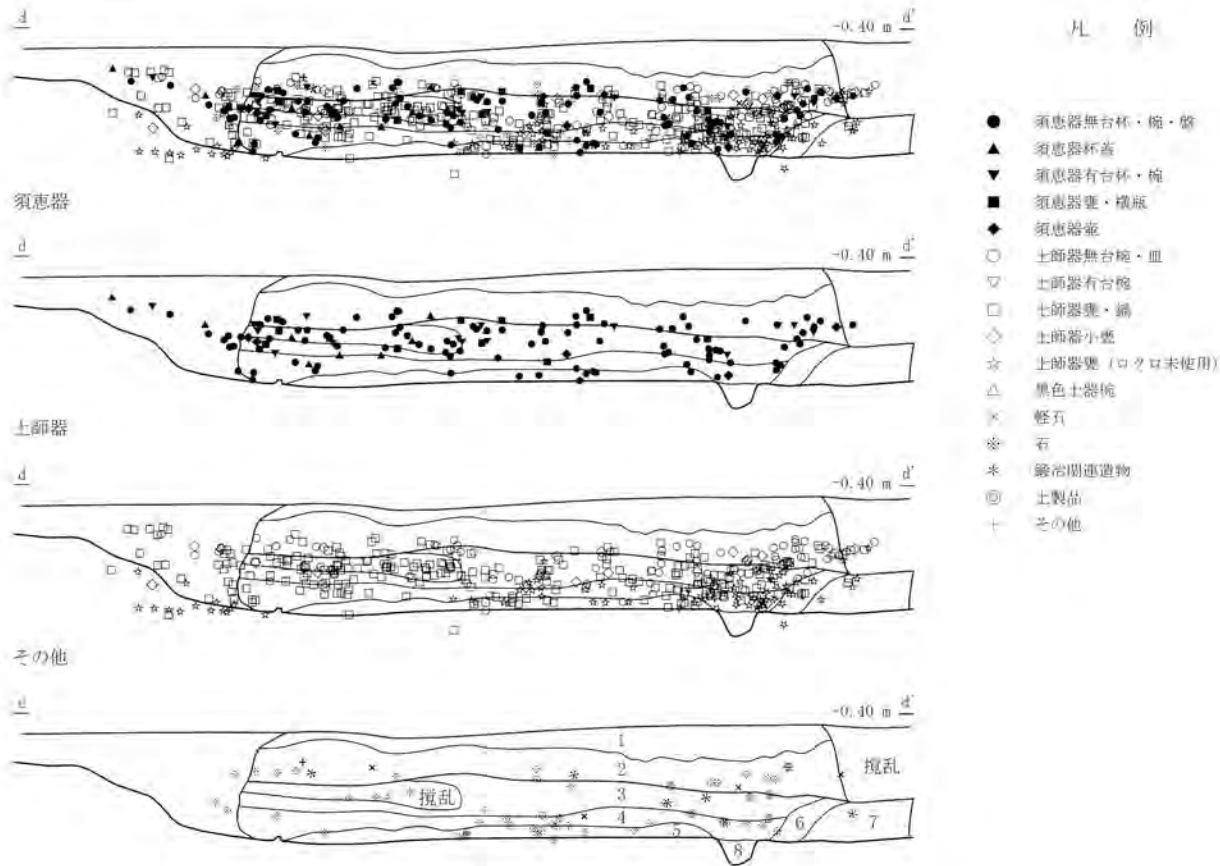 d -0.40 m d'
須恵器
d -0.40 m d'
土師器
d -0.40 m d'
その他
d -0.40 m d'
1
2
3
4
5
6
7
8
攪乱
攪乱
凡 例
● 須恵器無台杯・椀・盤
▲ 須恵器杯蓋
▼ 須恵器有台杯・椀
■ 須恵器甕・横瓶
◆ 須恵器壺
○ 土師器無台椀・皿
▽ 土師器有台椀
□ 土師器甕・鍋
◇ 土師器小甕
☆ 土師器甕（ロクロ未使用）
△ 黒色土器椀
× 軽石
※ 石
＊ 鍛冶関連遺物
◎ 土製品
＋ その他